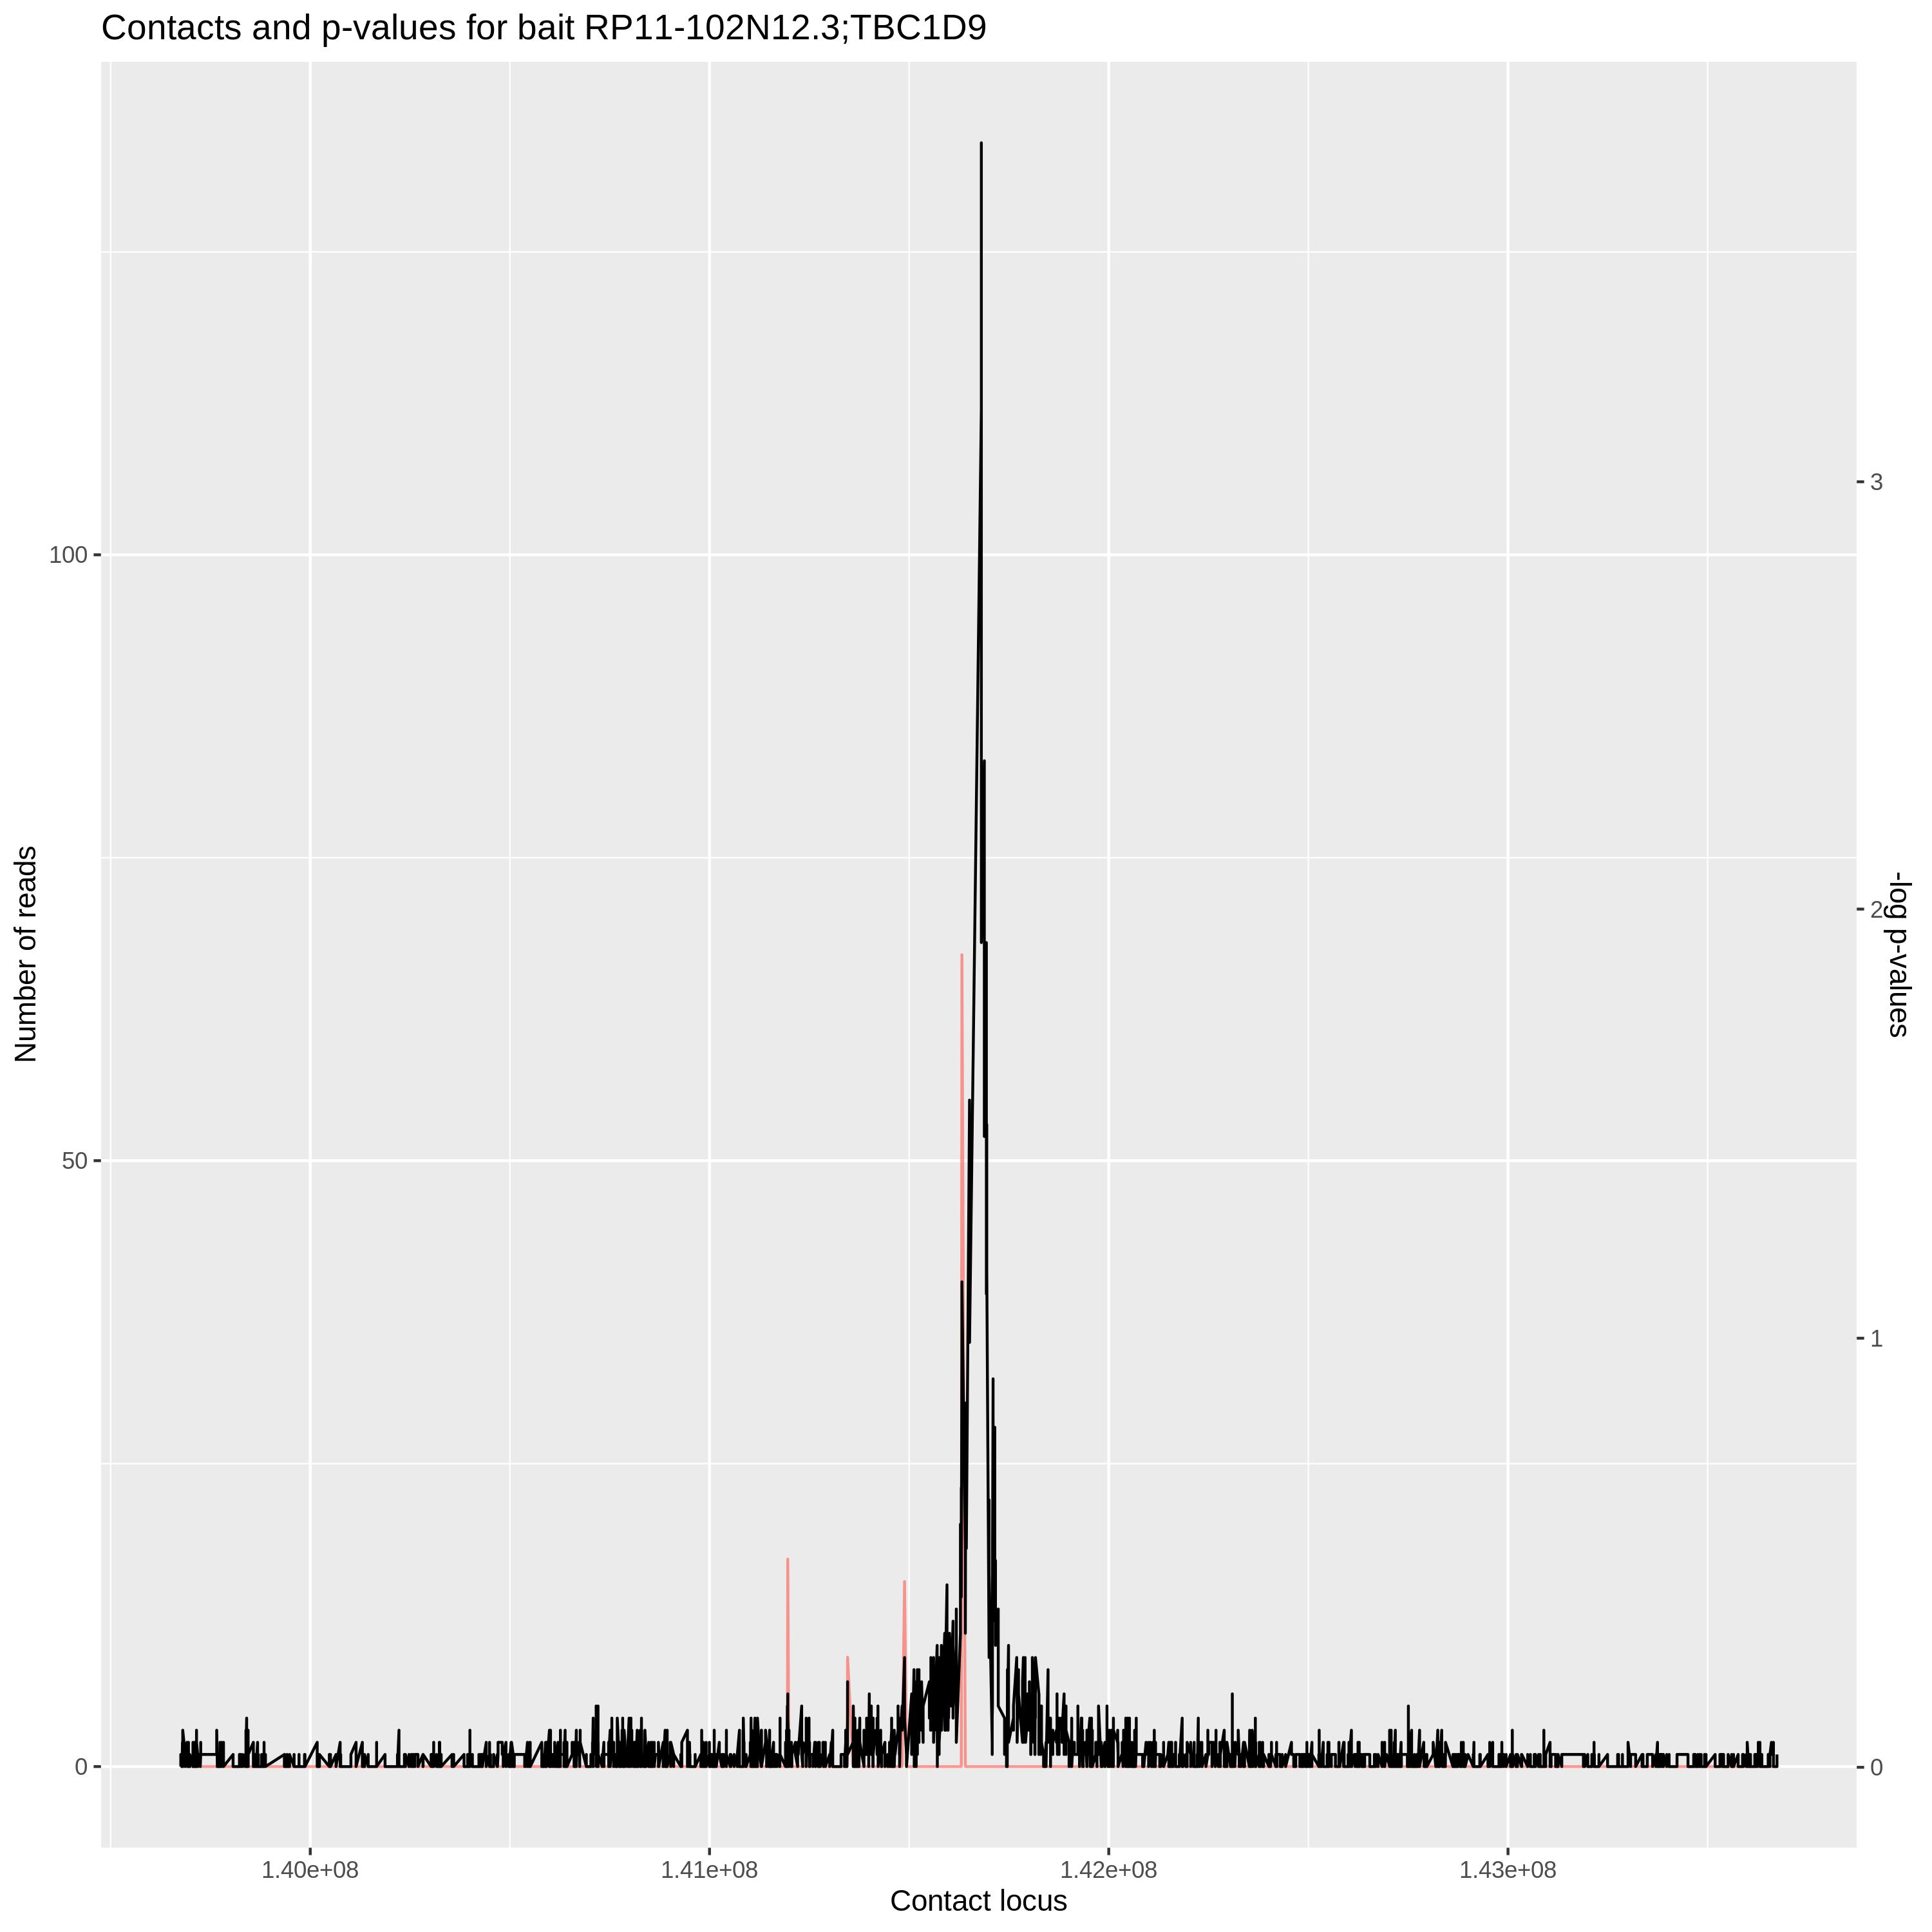 Contacts and p-values for bait RP11-102N12.3;TBC1D9
Number of reads
100
50
0
3
2
1
0
-log p-values
1.40e+08
1.41e+08
1.42e+08
1.43e+08
Contact locus